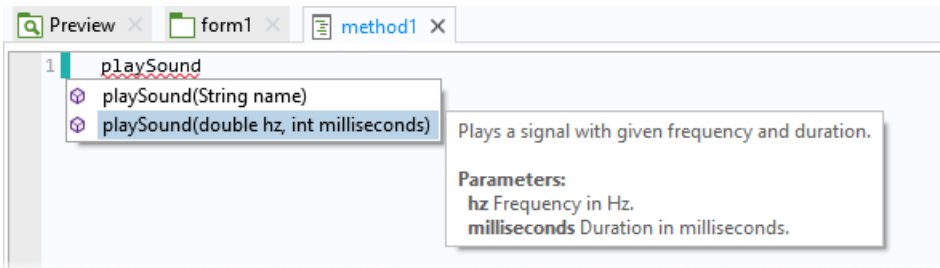 Preview form1 method1
1 playSound
playSound(String name)
playSound(double hz, int milliseconds)
Plays a signal with given frequency and duration.
Parameters:
hz Frequency in Hz.
milliseconds Duration in milliseconds.